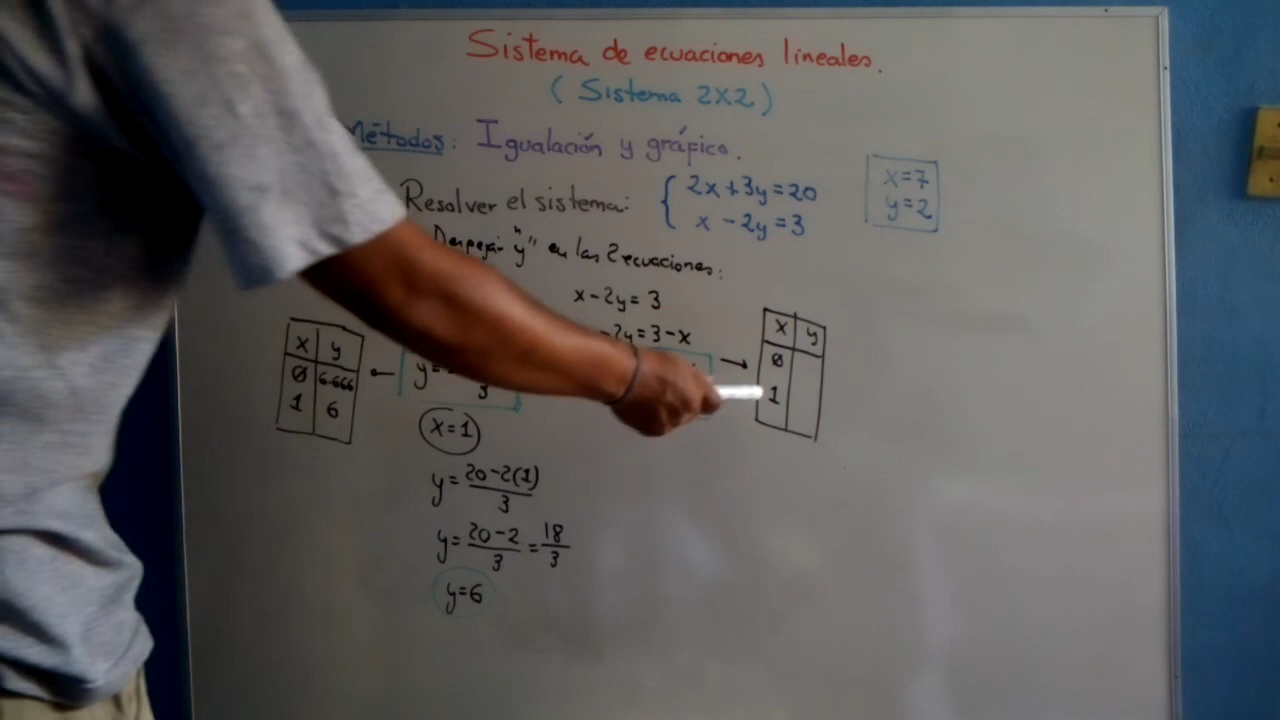 Sistema de ecuaciones lineales.
(Sistema 2X2)
Métodos: Igualación y gráfico.
Resolver el sistema: { 2x+3y=20
x-2y=3
x=7
y=2
Despejar "y" en las 2 ecuaciones:
x-2y=3
-2y=3-x
x y
0 6.666
1 6
y=
3
x y
0
1
x=1
y=20-2(1)/3
y=20-2/3=18/3
y=6